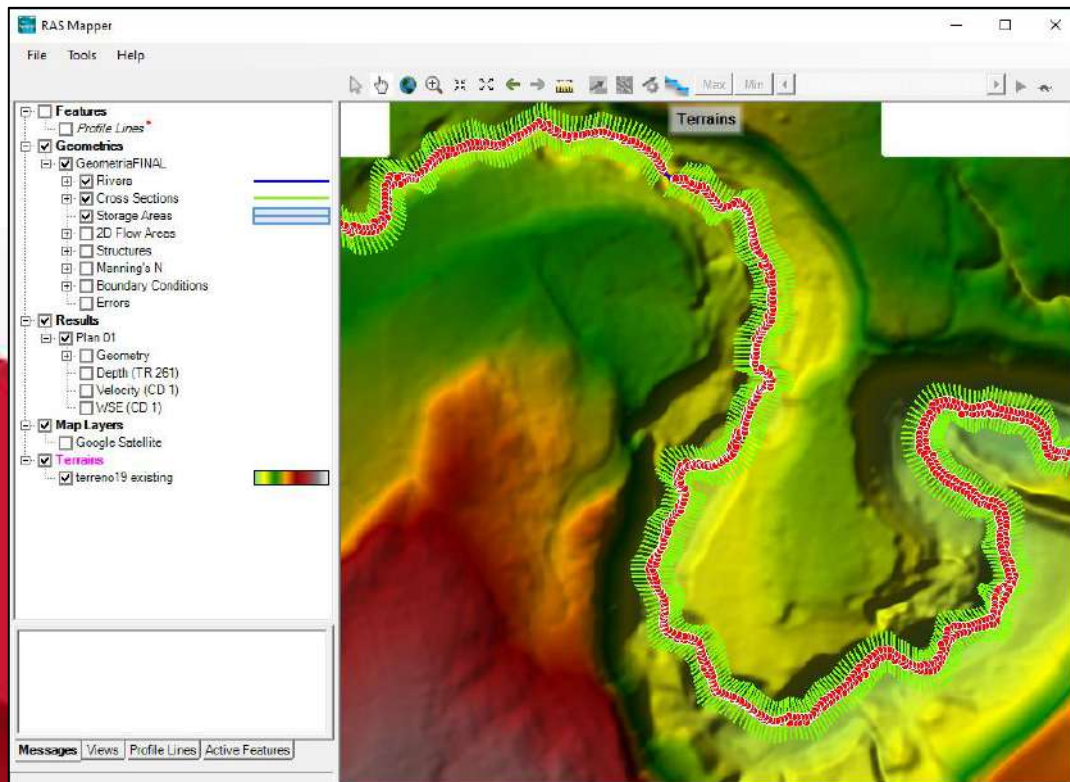 RAS Mapper
File Tools Help
Max Min
Features
Profile Lines *
Geometries
GeometriaFINAL
Rivers
Cross Sections
Storage Areas
2D Flow Areas
Structures
Manning's N
Boundary Conditions
Errors
Results
Plan 01
Geometry
Depth (TR 261)
Velocity (CD 1)
WSE (CD 1)
Map Layers
Google Satellite
Terrains
terreno19 existing
Terrains
Messages Views Profile Lines Active Features